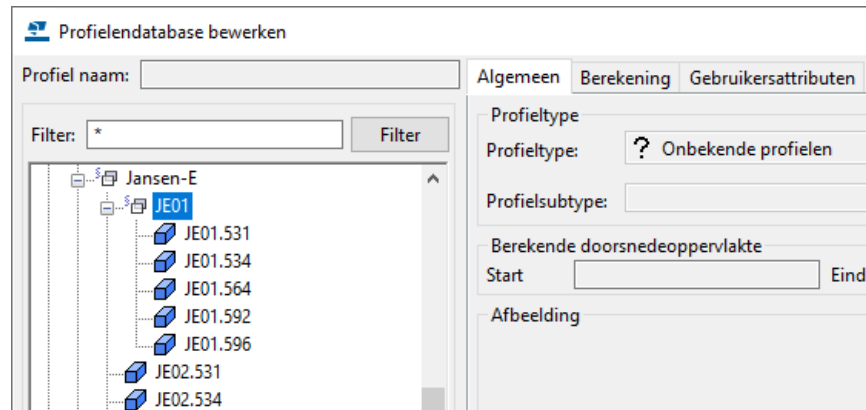 Profielendatabase bewerken
Profiel naam:
Algemeen Berekening Gebruikersattributen
Profieltype
Filter: * Filter
Profieltype: ? Onbekende profielen
§ Jansen-E
§ JE01
Profielsubtype:
JE01.531
Berekende doorsnedeoppervlakte
JE01.534
Start Eind
JE01.564
JE01.592
Afbeelding
JE01.596
JE02.531
JE02.534